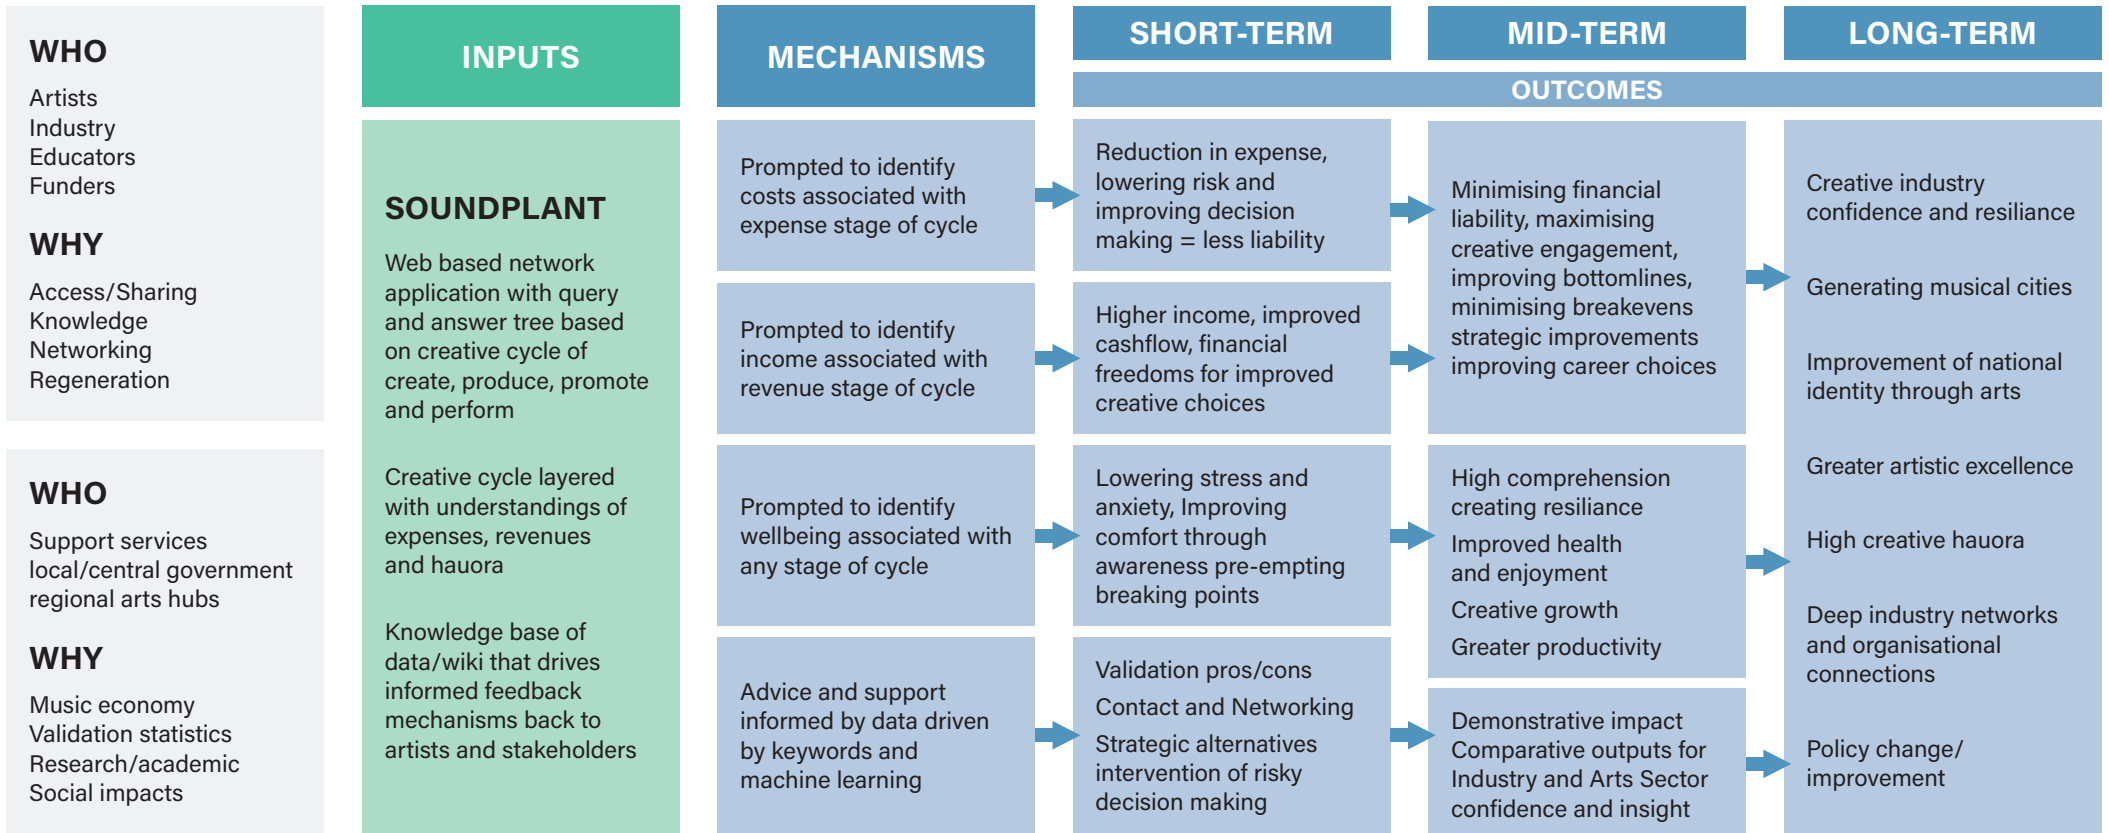 WHO
Artists
Industry
Educators
Funders
WHY
Access/Sharing
Knowledge
Networking
Regeneration
WHO
Support services
local/central government
regional arts hubs
WHY
Music economy
Validation statistics
Research/academic
Social impacts
INPUTS
SOUNDPLANT
Web based network
application with query
and answer tree based
on creative cycle of
create, produce, promote
and perform
Creative cycle layered
with understandings of
expenses, revenues
and hauora
Knowledge base of
data/wiki that drives
informed feedback
mechanisms back to
artists and stakeholders
MECHANISMS
Prompted to identify
costs associated with
expense stage of cycle
Prompted to identify
income associated with
revenue stage of cycle
Prompted to identify
wellbeing associated with
any stage of cycle
Advice and support
informed by data driven
by keywords and
machine learning
SHORT-TERM
MID-TERM
LONG-TERM
OUTCOMES
Reduction in expense,
lowering risk and
improving decision
making = less liability
Higher income, improved
cashflow, financial
freedoms for improved
creative choices
Lowering stress and
anxiety, Improving
comfort through
awareness pre-empting
breaking points
Validation pros/cons
Contact and Networking
Strategic alternatives
intervention of risky
decision making
Minimising financial
liability, maximising
creative engagement,
improving bottomlines,
minimising breakevens
strategic improvements
improving career choices
High comprehension
creating resiliance
Improved health
and enjoyment
Creative growth
Greater productivity
Demonstrative impact
Comparative outputs for
Industry and Arts Sector
confidence and insight
Creative industry
confidence and resiliance
Generating musical cities
Improvement of national
identity through arts
Greater artistic excellence
High creative hauora
Deep industry networks
and organisational
connections
Policy change/
improvement